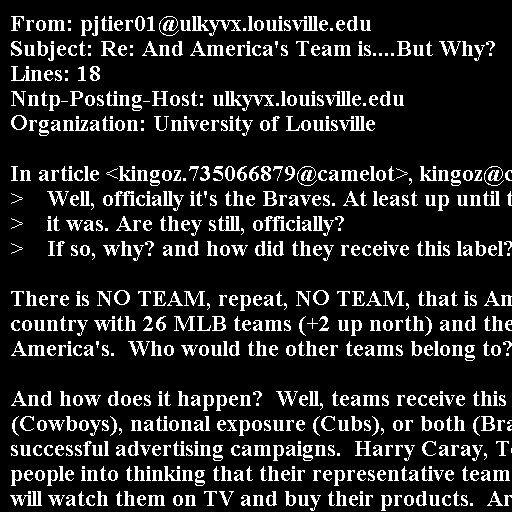 From: pjtier01@ulkyvx.louisville.edu
Subject: Re: And America's Team is....But Why?
Lines: 18
Nntp-Posting-Host: ulkyvx.louisville.edu
Organization: University of Louisville

In article <kingoz.735066879@camelot>, kingoz@c
>    Well, officially it's the Braves. At least up until t
>    it was. Are they still, officially?
>    If so, why? and how did they receive this label?

There is NO TEAM, repeat, NO TEAM, that is Am
country with 26 MLB teams (+2 up north) and the
America's.  Who would the other teams belong to?

And how does it happen?  Well, teams receive this
(Cowboys), national exposure (Cubs), or both (Bra
successful advertising campaigns.  Harry Caray, T
people into thinking that their representative team
will watch them on TV and buy their products.  Ar